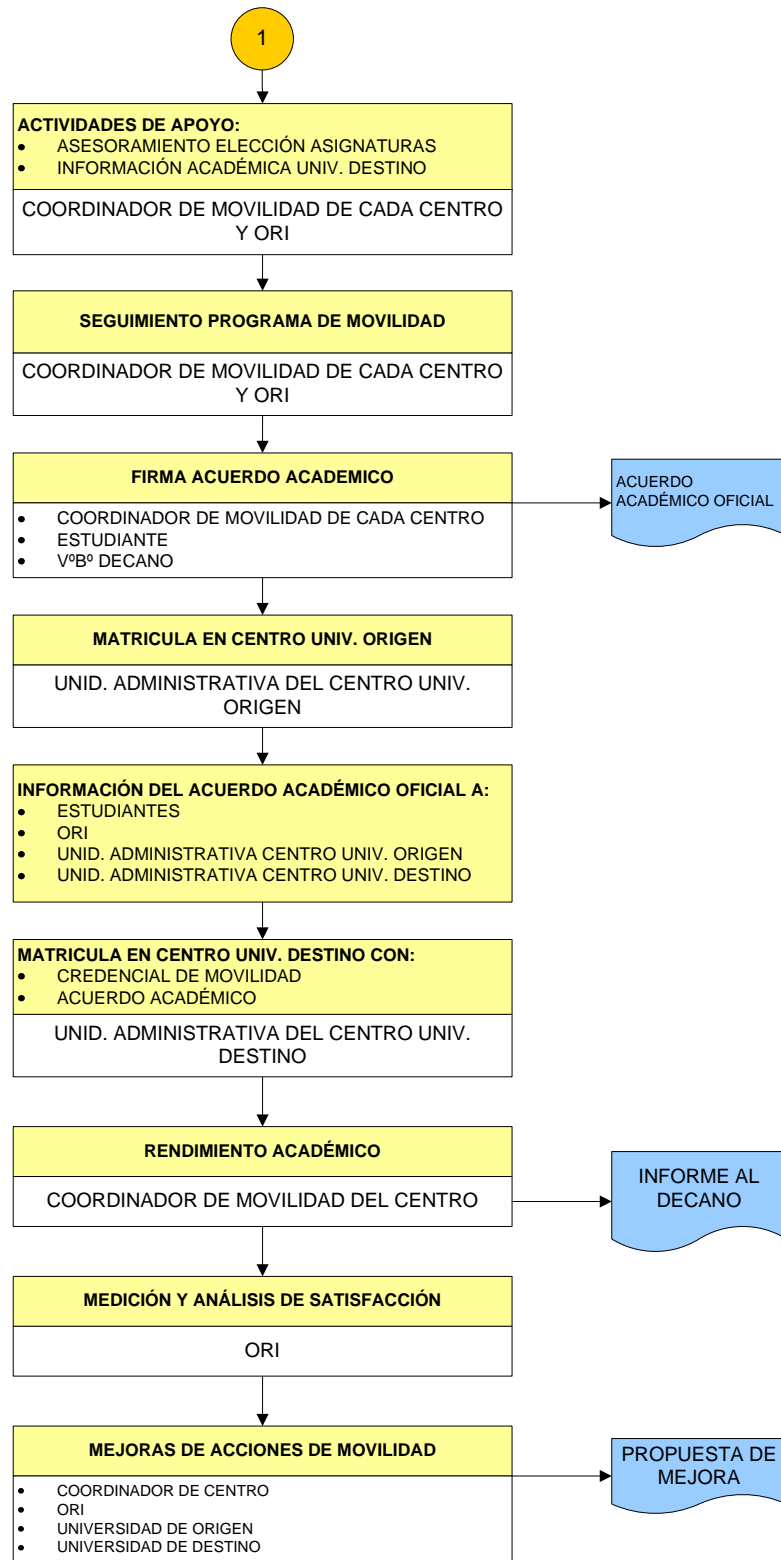 1
ACTIVIDADES DE APOYO:
• ASESORAMIENTO ELECCIÓN ASIGNATURAS
• INFORMACIÓN ACADÉMICA UNIV. DESTINO
COORDINADOR DE MOVILIDAD DE CADA CENTRO
Y ORI
SEGUIMIENTO PROGRAMA DE MOVILIDAD
COORDINADOR DE MOVILIDAD DE CADA CENTRO
Y ORI
FIRMA ACUERDO ACADEMICO
• COORDINADOR DE MOVILIDAD DE CADA CENTRO
• ESTUDIANTE
• VºBº DECANO
ACUERDO
ACADÉMICO OFICIAL
MATRICULA EN CENTRO UNIV. ORIGEN
UNID. ADMINISTRATIVA DEL CENTRO UNIV.
ORIGEN
INFORMACIÓN DEL ACUERDO ACADÉMICO OFICIAL A:
• ESTUDIANTES
• ORI
• UNID. ADMINISTRATIVA CENTRO UNIV. ORIGEN
• UNID. ADMINISTRATIVA CENTRO UNIV. DESTINO
MATRICULA EN CENTRO UNIV. DESTINO CON:
• CREDENCIAL DE MOVILIDAD
• ACUERDO ACADÉMICO
UNID. ADMINISTRATIVA DEL CENTRO UNIV.
DESTINO
RENDIMIENTO ACADÉMICO
COORDINADOR DE MOVILIDAD DEL CENTRO
INFORME AL
DECANO
MEDICIÓN Y ANÁLISIS DE SATISFACCIÓN
ORI
MEJORAS DE ACCIONES DE MOVILIDAD
• COORDINADOR DE CENTRO
• ORI
• UNIVERSIDAD DE ORIGEN
• UNIVERSIDAD DE DESTINO
PROPUESTA DE
MEJORA